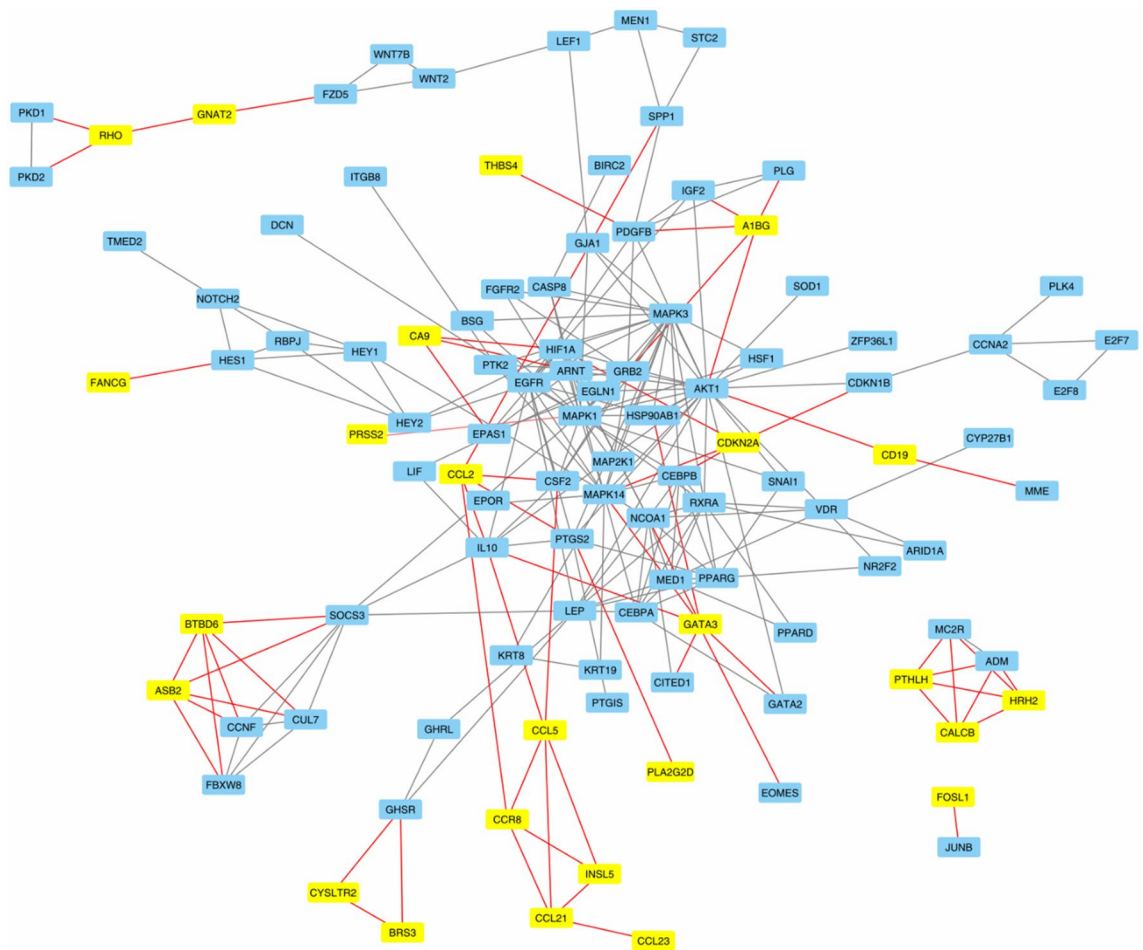 MEN1
LEF1
STC2
WNT7B
WNT2
FZD5
PKD1
GNAT2
SPP1
RHO
PKD2
THBS4
BIRC2
PLG
ITGB8
IGF2
DCN
A1BG
PDGFB
TMED2
GJA1
FGFR2
CASP8
SOD1
PLK4
NOTCH2
MAPK3
BSG
CA9
RBPJ
HEY1
HIF1A
HSF1
ZFP36L1
CCNA2
E2F7
HES1
PTK2
ARNT
GRB2
FANCG
EGFR
EGLN1
AKT1
CDKN1B
E2F8
HEY2
MAPK1
HSP90AB1
PRSS2
EPAS1
CDKN2A
CYP27B1
CD19
LIF
CCL2
MAP2K1
CSF2
CEBPB
SNAI1
MME
EPOR
MAPK14
RXRA
VDR
NCOA1
IL10
PTGS2
ARID1A
NR2F2
MED1
PPARG
SOCS3
LEP
CEBPA
BTBD6
GATA3
PPARD
MC2R
KRT8
ADM
KRT19
PTHLH
ASB2
CITED1
HRH2
PTGIS
GATA2
CCNF
CUL7
GHRL
CCL5
CALCB
PLA2G2D
FBXW8
EOMES
FOSL1
GHSR
CCR8
JUNB
INSL5
CYSLTR2
CCL21
BRS3
CCL23